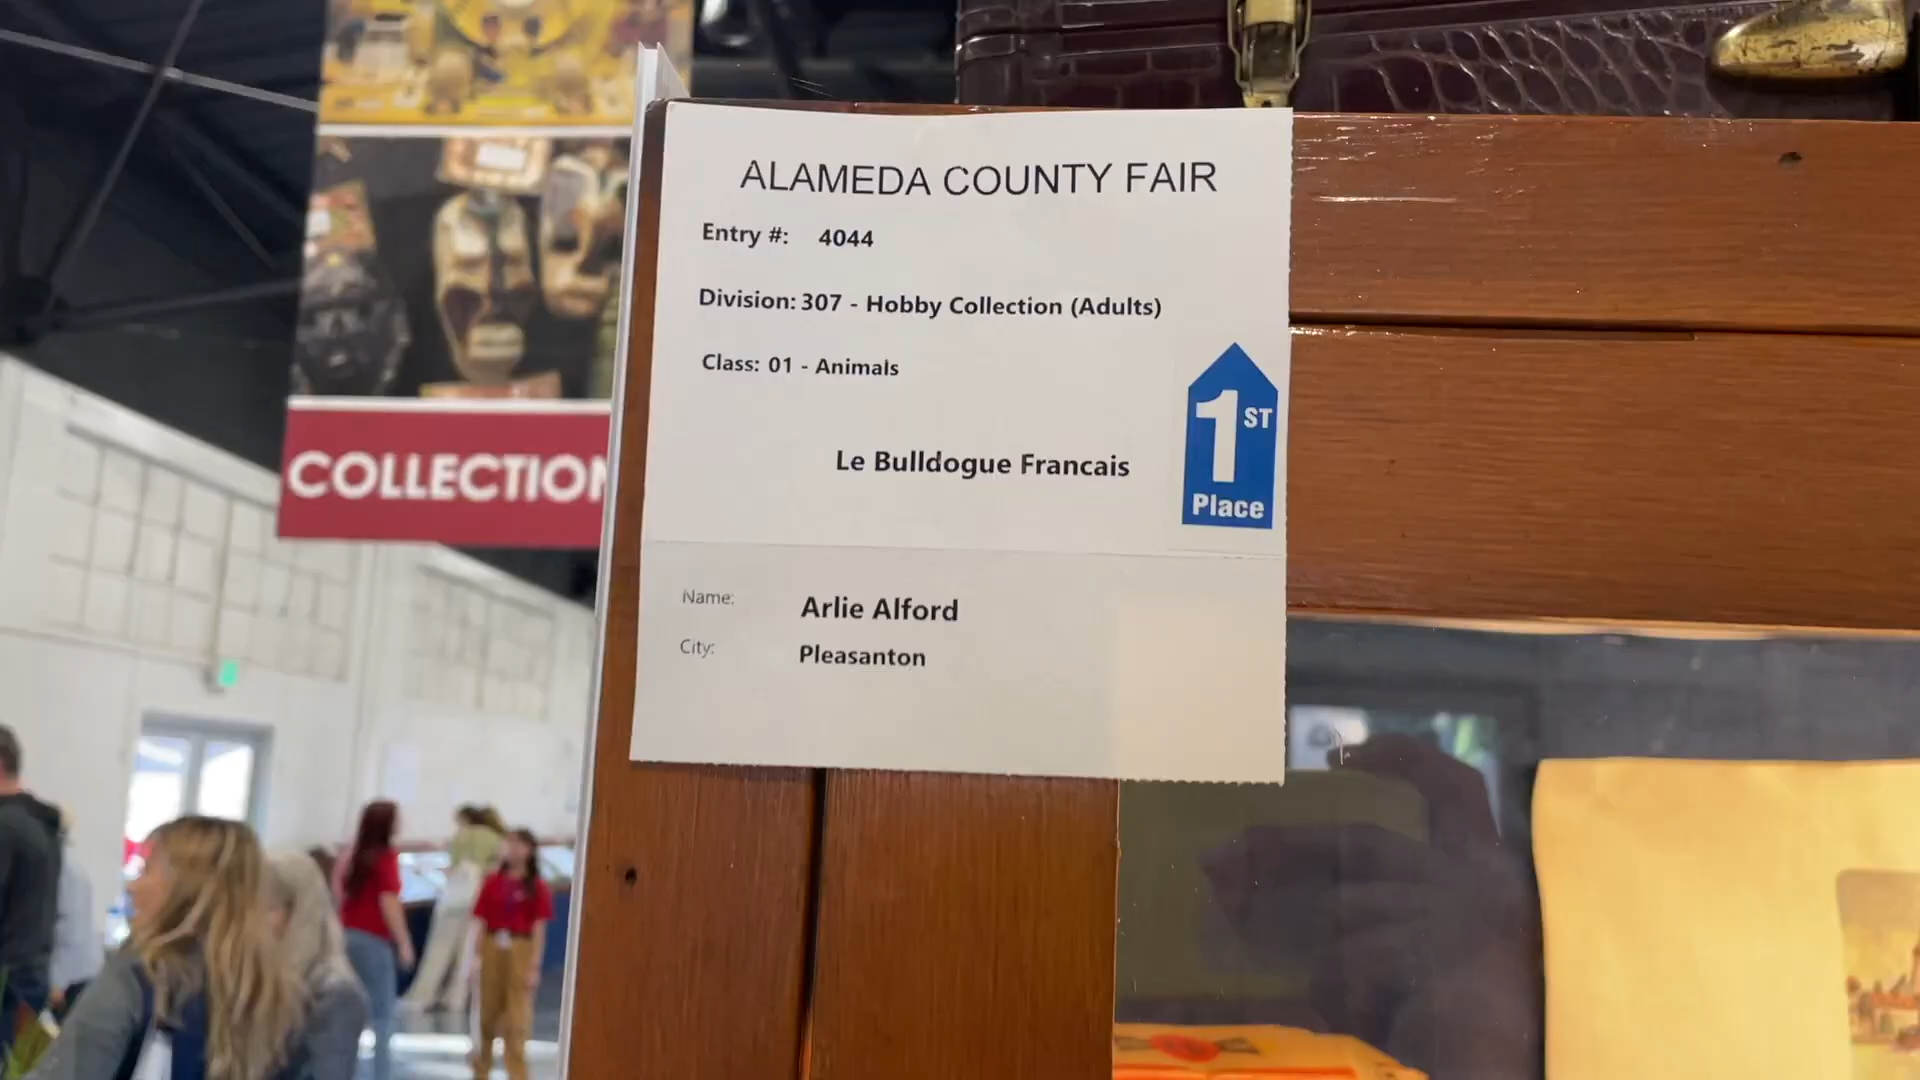 ALAMEDA COUNTY FAIR
Entry #: 4044
Division: 307 - Hobby Collection (Adults)
Class: 01 - Animals
1ST
Place
Le Bulldogue Francais
Name: Arlie Alford
City: Pleasanton
COLLECTION